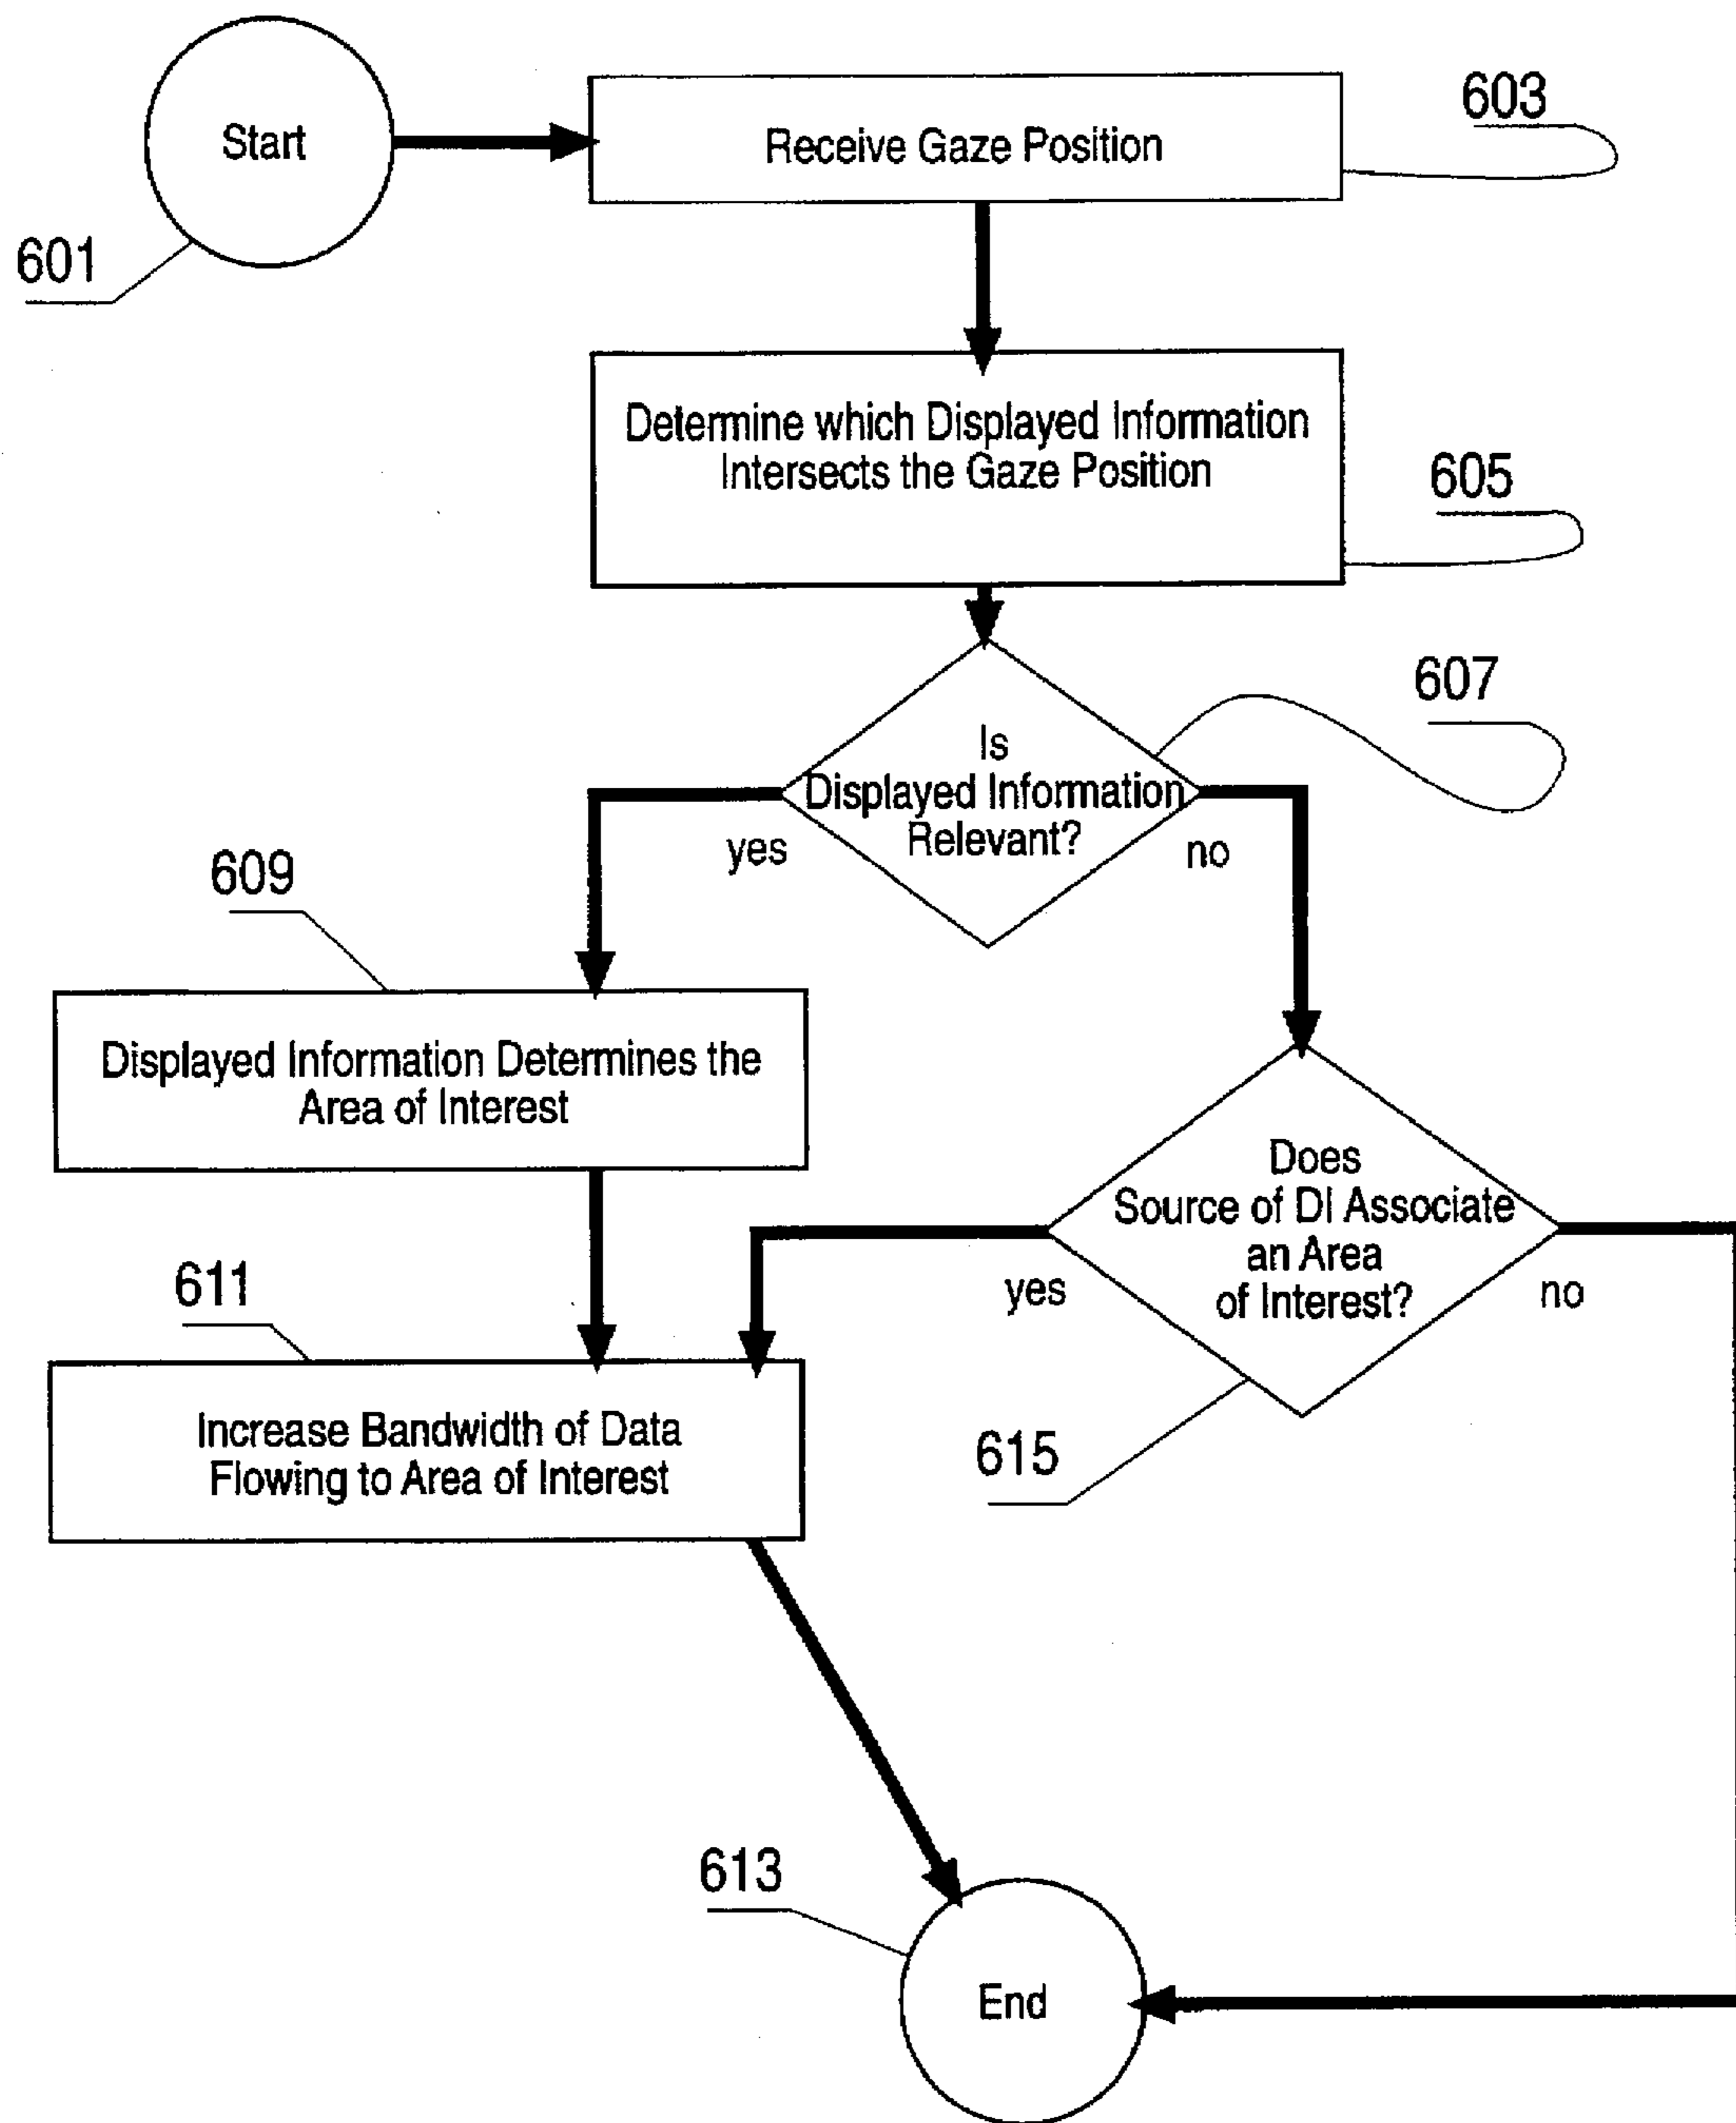 Start
601
Receive Gaze Position
603
Determine which Displayed Information
Intersects the Gaze Position
605
Is
Displayed Information
Relevant?
607
yes
no
609
Displayed Information Determines the
Area of Interest
Does
Source of DI Associate
an Area
of Interest?
yes
no
615
611
Increase Bandwidth of Data
Flowing to Area of Interest
613
End